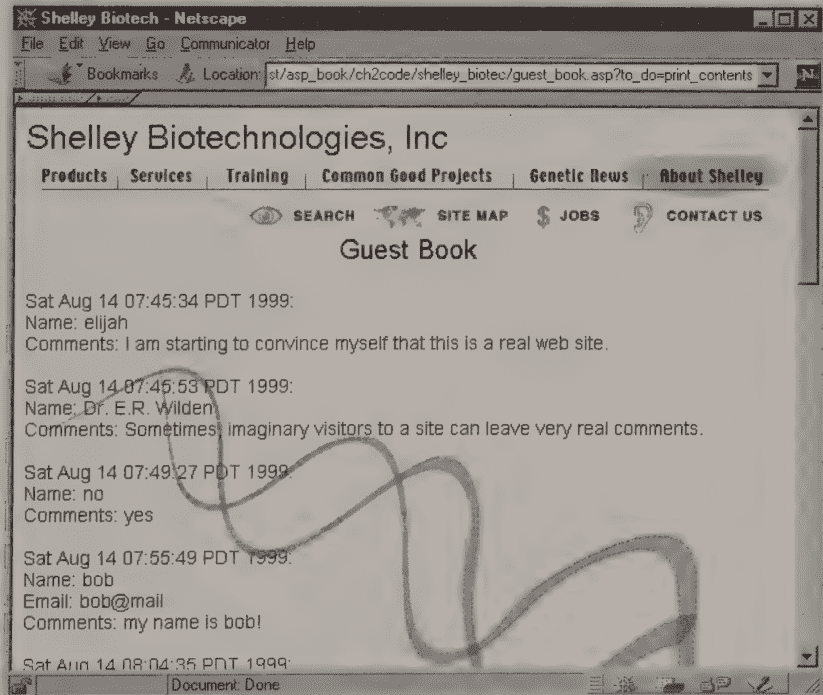 Shelley Biotech - Netscape
File Edit View Go Communicator Help
Bookmarks Location: st/asp_book/ch2code/shelley_biotec/guest_book.asp?to_do=print_contents
N
Shelley Biotechnologies, Inc
Products Services Training Common Good Projects Genetic News About Shelley
SEARCH SITE MAP $ JOBS CONTACT US
Guest Book
Sat Aug 14 07:45:34 PDT 1999:
Name: elijah
Comments: I am starting to convince myself that this is a real web site.
Sat Aug 14 07:45:53 PDT 1999:
Name: Dr. E.R. Wilden
Comments: Sometimes, imaginary visitors to a site can leave very real comments.
Sat Aug 14 07:49:27 PDT 1999:
Name: no
Comments: yes
Sat Aug 14 07:55:49 PDT 1999:
Name: bob
Email: bob@mail
Comments: my name is bob!
Sat Aug 14 08:04:35 PDT 1999:
Document: Done